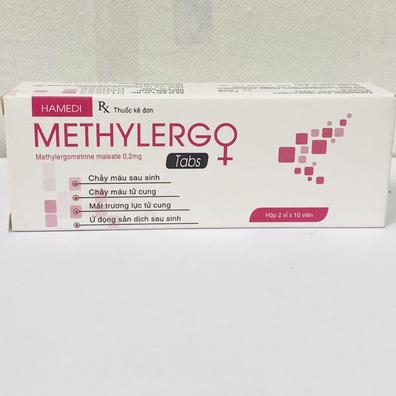 HAMEDI
Rx Thuốc kê đơn
METHYLERGO
Methylergometrine maleate 0,2mg
Tabs
Chảy máu sau sinh
Chảy máu tử cung
Mất trương lực tử cung
Ứ đọng sản dịch sau sinh
Hộp 2 vỉ x 10 viên